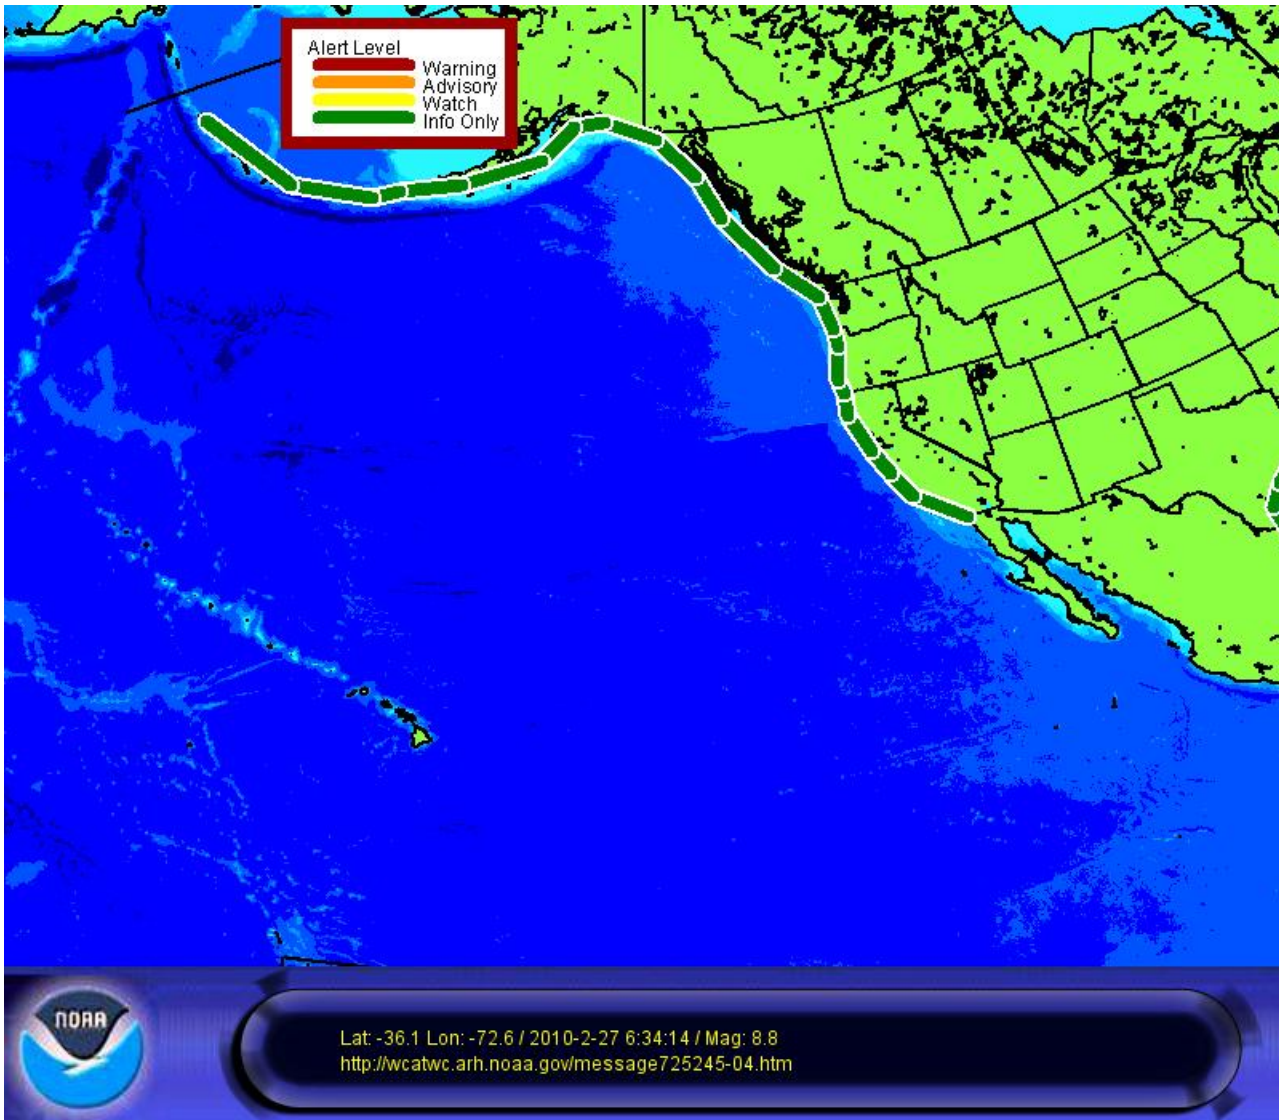 Alert Level
Warning
Advisory
Watch
Info Only
NOAA
Lat: -36.1 Lon: -72.6 / 2010-2-27 6:34:14 / Mag: 8.8
http://wcatwc.arh.noaa.gov/message725245-04.htm